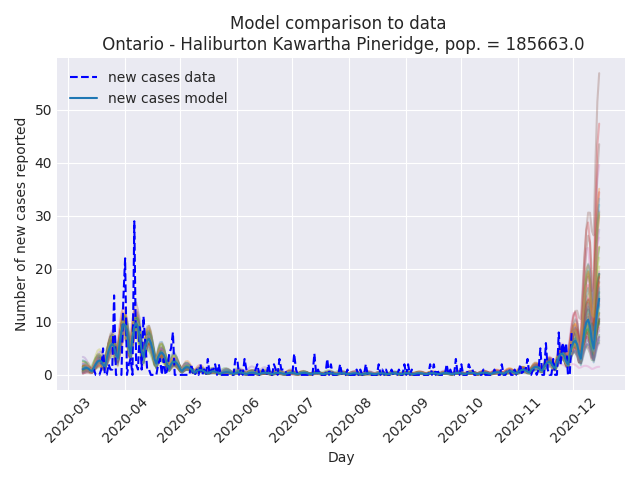 Model comparison to data
Ontario - Haliburton Kawartha Pineridge, pop. = 185663.0
new cases data
new cases model
Number of new cases reported
50
40
30
20
10
0
2020-03
2020-04
2020-05
2020-06
2020-07
2020-08
2020-09
2020-10
2020-11
2020-12
Day